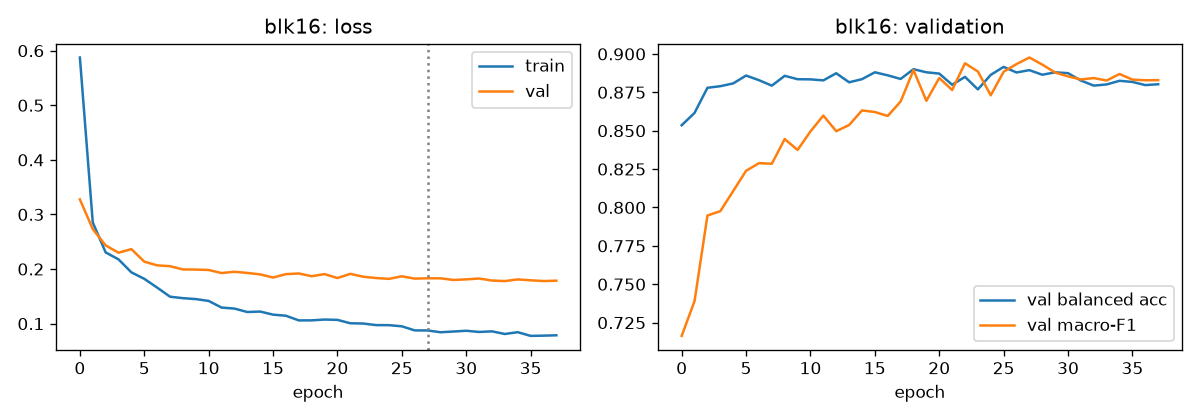 blk16: loss
0.6
0.5
0.4
0.3
0.2
0.1
0 5 10 15 20 25 30 35
epoch
train
val
blk16: validation
0.900
0.875
0.850
0.825
0.800
0.775
0.750
0.725
0 5 10 15 20 25 30 35
epoch
val balanced acc
val macro-F1